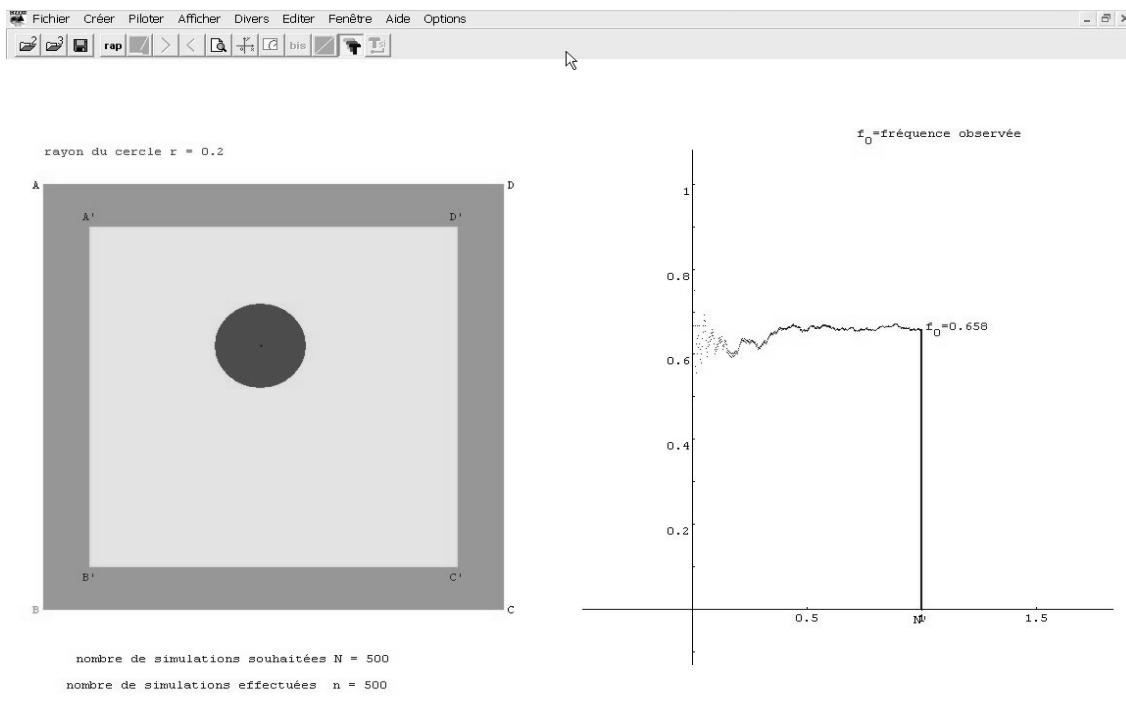 Fichier Créer Piloter Afficher Divers Editer Fenêtre Aide Options
rap bis
rayon du cercle r = 0.2
A D
A' D'
B' C'
B C
nombre de simulations souhaitées N = 500
nombre de simulations effectuées n = 500
f0=fréquence observée
1
0.8
f0=0.658
0.6
0.4
0.2
0.5 1.5